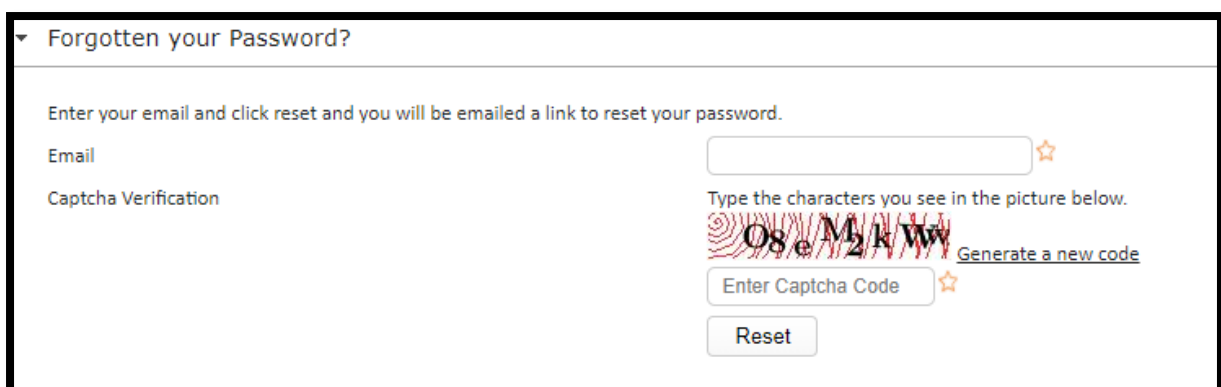 Forgotten your Password?
Enter your email and click reset and you will be emailed a link to reset your password.
Email
Captcha Verification
Type the characters you see in the picture below.
Generate a new code
Enter Captcha Code
Reset